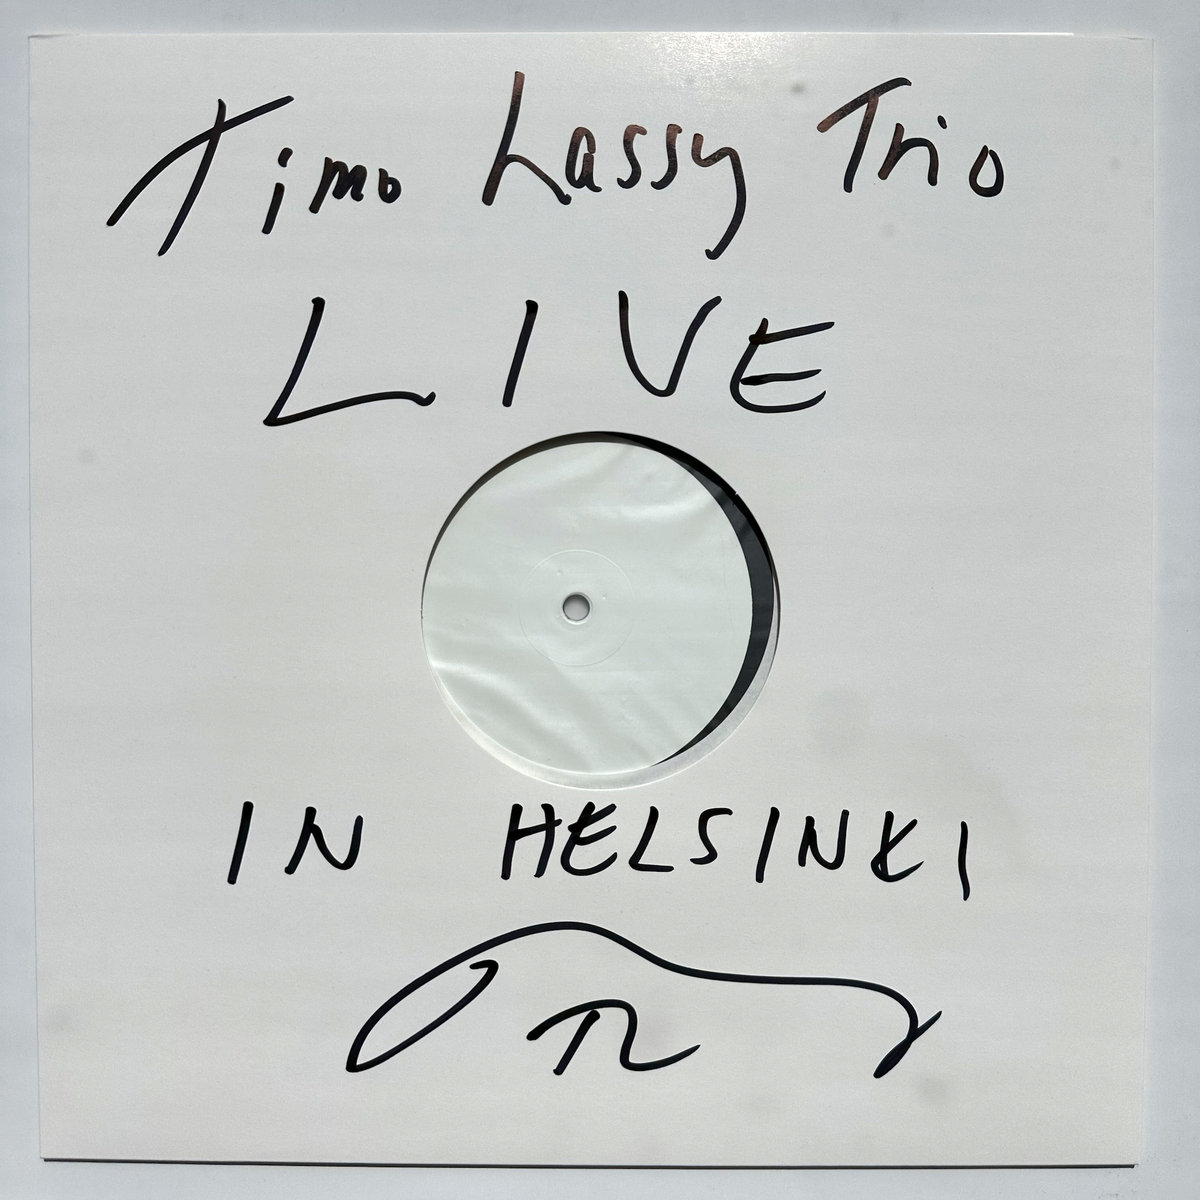 Timo Lassy Trio
LIVE
IN HELSINKI